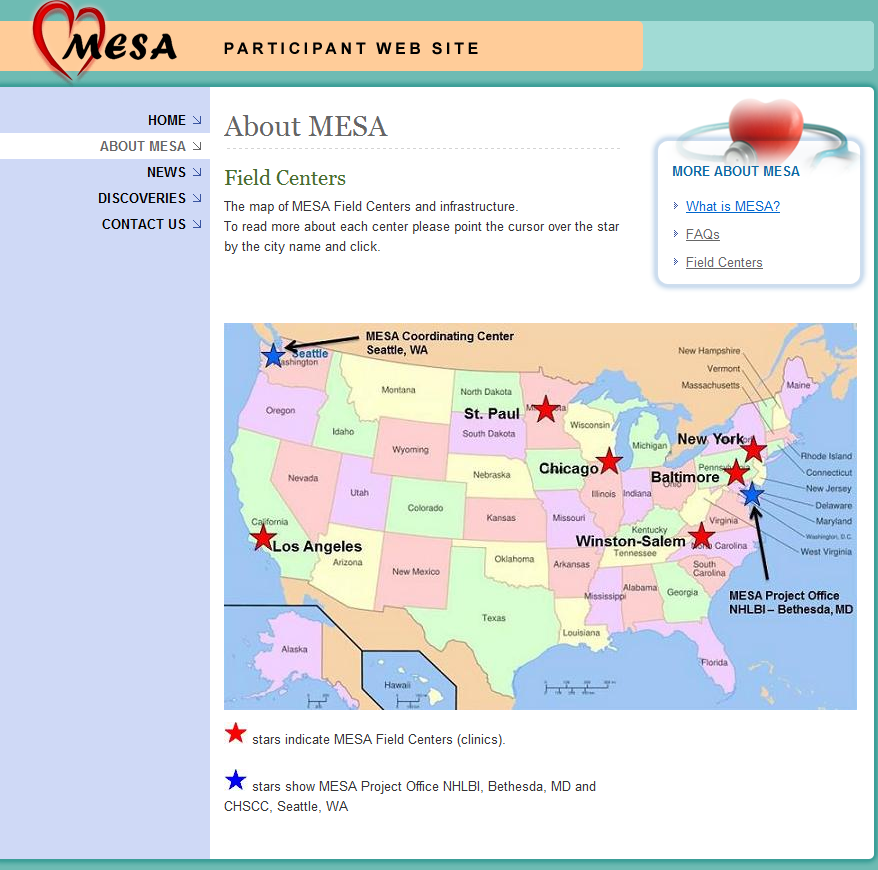 MESA
PARTICIPANT WEB SITE
HOME
ABOUT MESA
NEWS
DISCOVERIES
CONTACT US
About MESA
Field Centers
The map of MESA Field Centers and infrastructure.
To read more about each center please point the cursor over the star
by the city name and click.
MORE ABOUT MESA
What is MESA?
FAQs
Field Centers
MESA Coordinating Center
Seattle, WA
Seattle
Washington
Montana
North Dakota
St. Paul
South Dakota
Oregon
Idaho
Wyoming
Wisconsin
Michigan
New Hampshire
Vermont
Massachusetts
Maine
New York
Rhode Island
Connecticut
New Jersey
Delaware
Maryland
Washington, D.C.
West Virginia
Chicago
Baltimore
Nebraska
Nevada
Utah
Colorado
Kansas
Missouri
Illinois
Indiana
Ohio
Virginia
Kentucky
California
Los Angeles
Winston-Salem
North Carolina
Tennessee
Arizona
New Mexico
Oklahoma
Arkansas
South
Carolina
Mississippi
Alabama
Georgia
Texas
Louisiana
Florida
MESA Project Office
NHLBI – Bethesda, MD
Alaska
Hawaii
stars indicate MESA Field Centers (clinics).
stars show MESA Project Office NHLBI, Bethesda, MD and
CHSCC, Seattle, WA